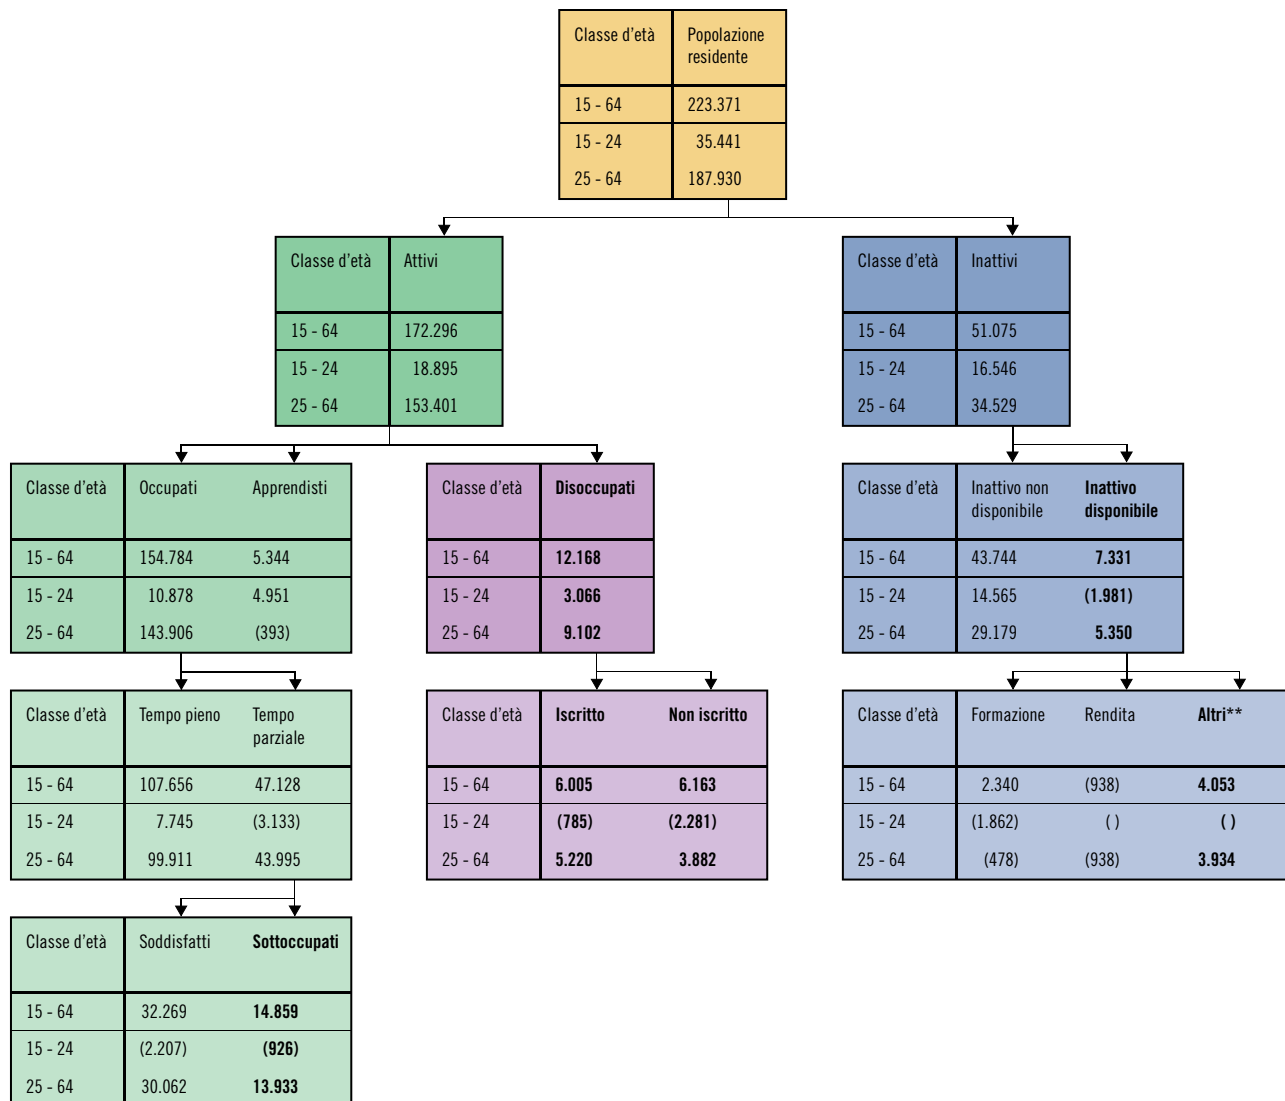 Classe d'età Popolazione
residente
15 - 64 223.371
15 - 24 35.441
25 - 64 187.930
Classe d'età Attivi
15 - 64 172.296
15 - 24 18.895
25 - 64 153.401
Classe d'età Inattivi
15 - 64 51.075
15 - 24 16.546
25 - 64 34.529
Classe d'età Occupati Apprendisti
15 - 64 154.784 5.344
15 - 24 10.878 4.951
25 - 64 143.906 (393)
Classe d'età Disoccupati
15 - 64 12.168
15 - 24 3.066
25 - 64 9.102
Classe d'età Inattivo non Inattivo
disponibile disponibile
15 - 64 43.744 7.331
15 - 24 14.565 (1.981)
25 - 64 29.179 5.350
Classe d'età Tempo pieno Tempo
parziale
15 - 64 107.656 47.128
15 - 24 7.745 (3.133)
25 - 64 99.911 43.995
Classe d'età Iscritto Non iscritto
15 - 64 6.005 6.163
15 - 24 (785) (2.281)
25 - 64 5.220 3.882
Classe d'età Formazione Rendita Altri**
15 - 64 2.340 (938) 4.053
15 - 24 (1.862) ( ) ( )
25 - 64 (478) (938) 3.934
Classe d'età Soddisfatti Sottoccupati
15 - 64 32.269 14.859
15 - 24 (2.207) (926)
25 - 64 30.062 13.933